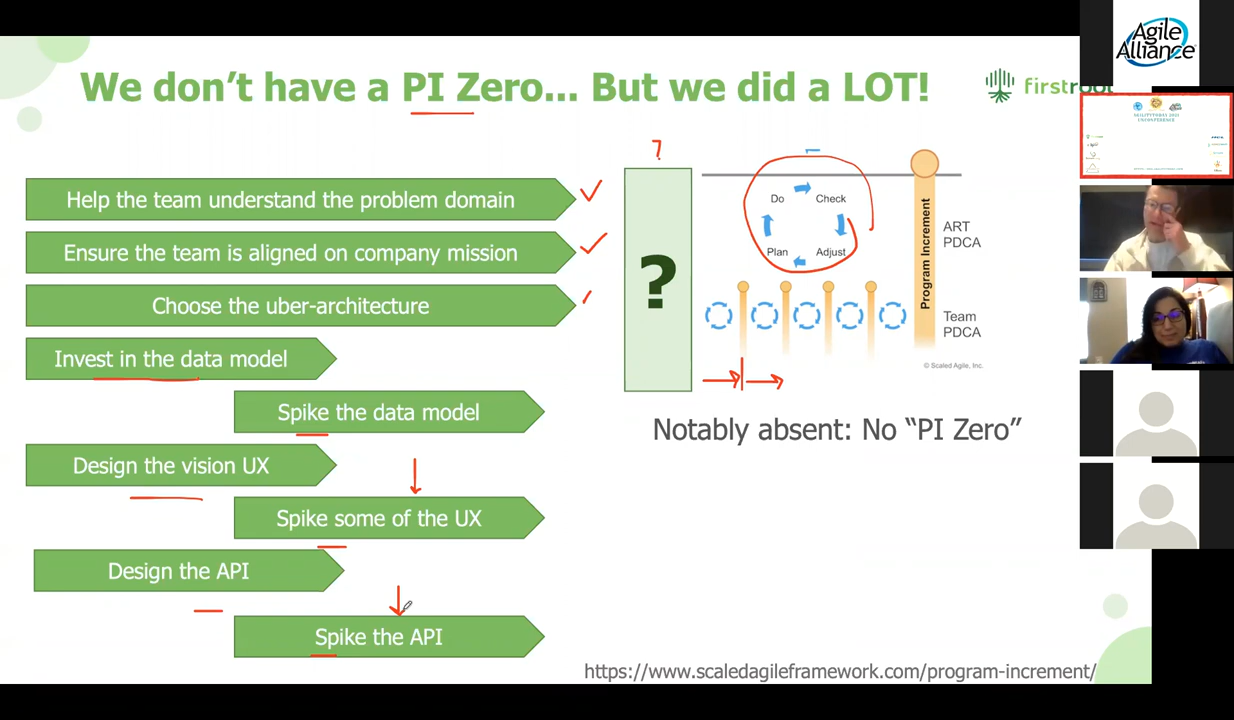 We don't have a PI Zero... But we did a LOT!
firstroot
Agile
Alliance
AGILITYTODAY 2021
UNCONFERENCE
?
Help the team understand the problem domain
Ensure the team is aligned on company mission
Choose the uber-architecture
Invest in the data model
Spike the data model
Design the vision UX
Spike some of the UX
Design the API
Spike the API
?
Do
Check
Plan
Adjust
Program Increment
ART
PDCA
Team
PDCA
© Scaled Agile, Inc.
Notably absent: No “PI Zero”
https://www.scaledagileframework.com/program-increment/